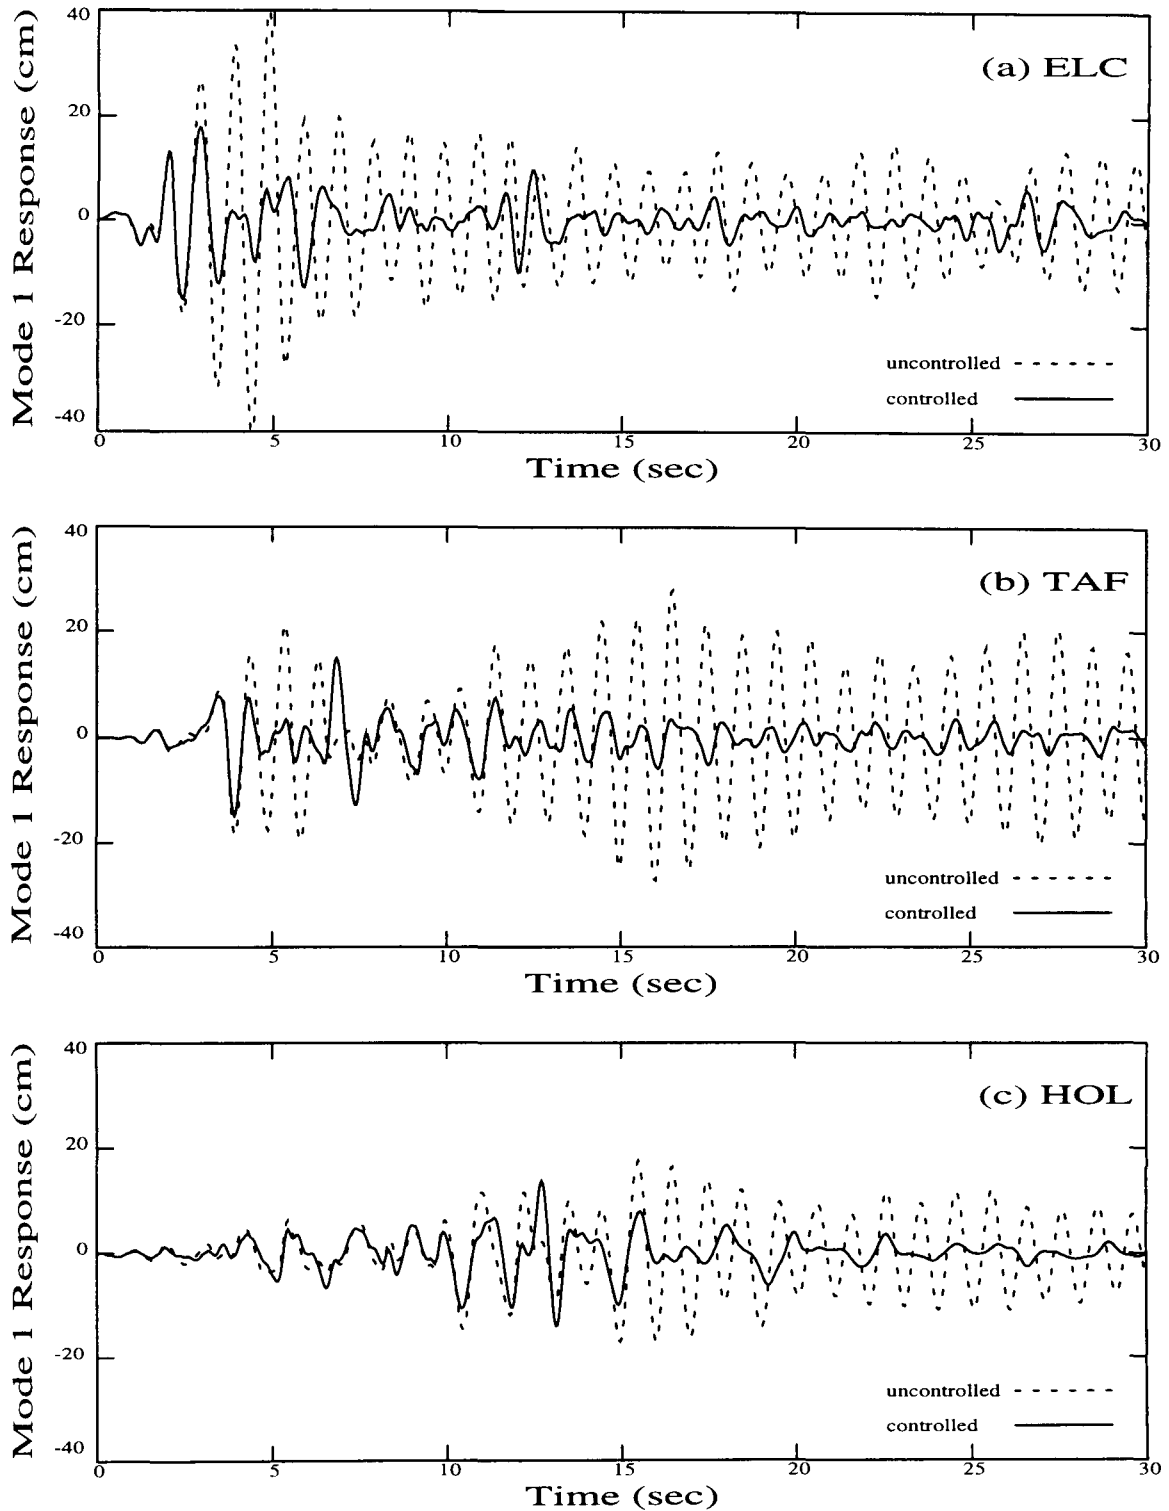 40
20
0
-20
-40
Mode 1 Response (cm)
(a) ELC
uncontrolled
controlled
0 5 10 15 20 25 30
Time (sec)
40
20
0
-20
-40
Mode 1 Response (cm)
(b) TAF
uncontrolled
controlled
0 5 10 15 20 25 30
Time (sec)
40
20
0
-20
-40
Mode 1 Response (cm)
(c) HOL
uncontrolled
controlled
0 5 10 15 20 25 30
Time (sec)